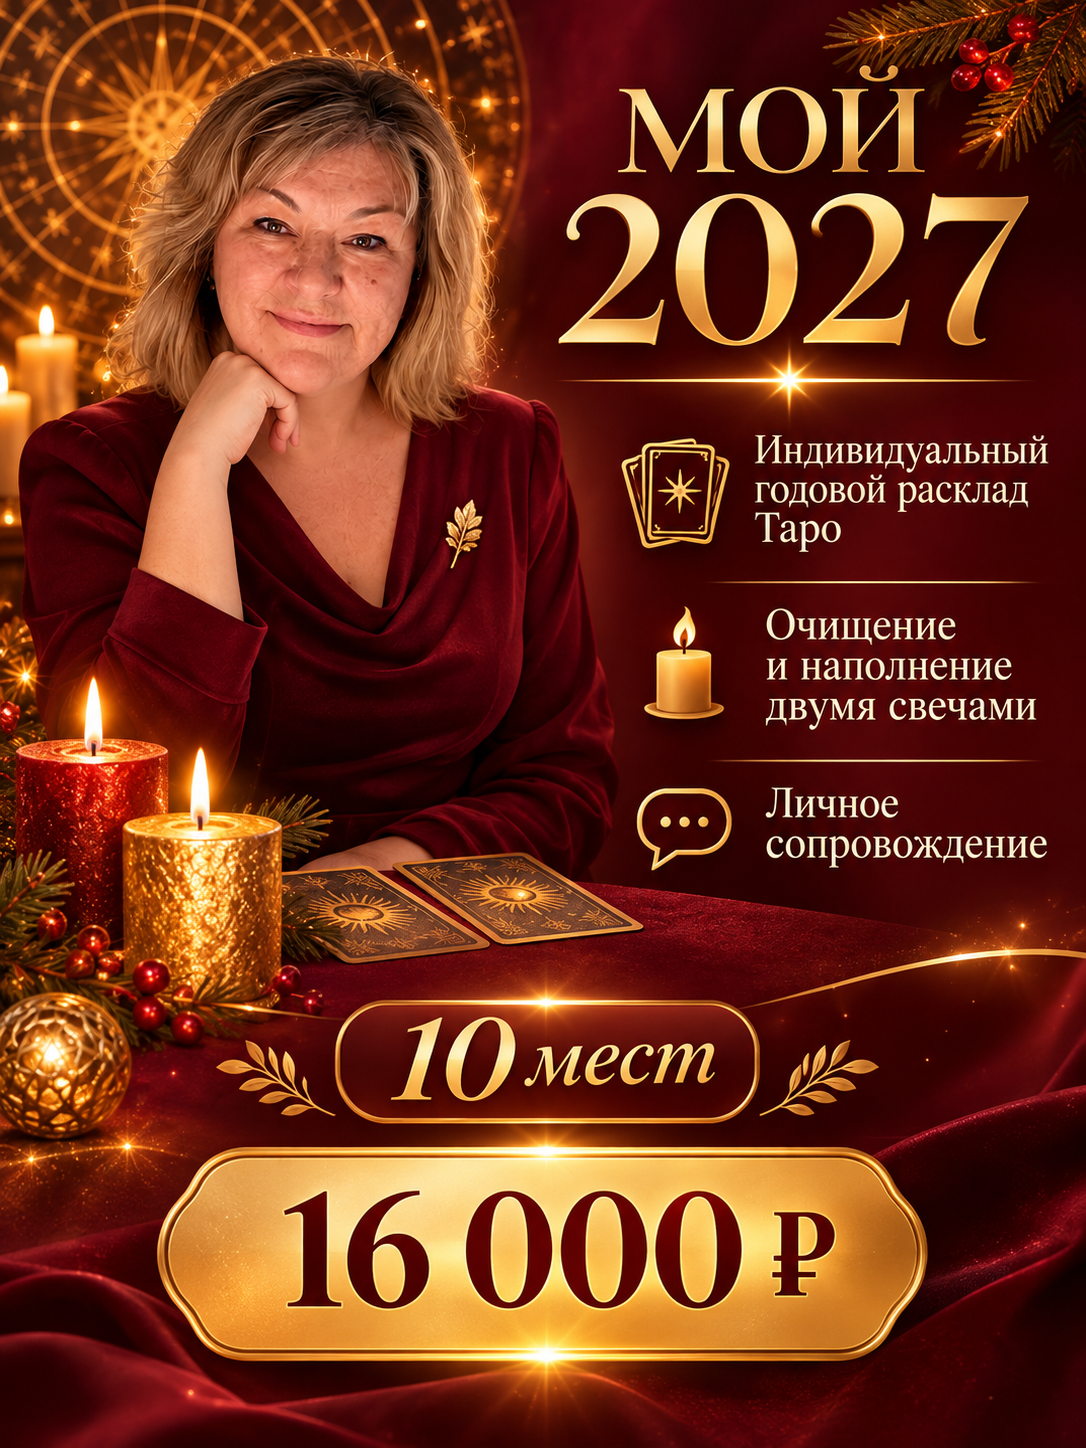 МОЙ
2027
Индивидуальный
годовой расклад
Таро
Очищение
и наполнение
двумя свечами
Личное
сопровождение
10 мест
16 000 ₽